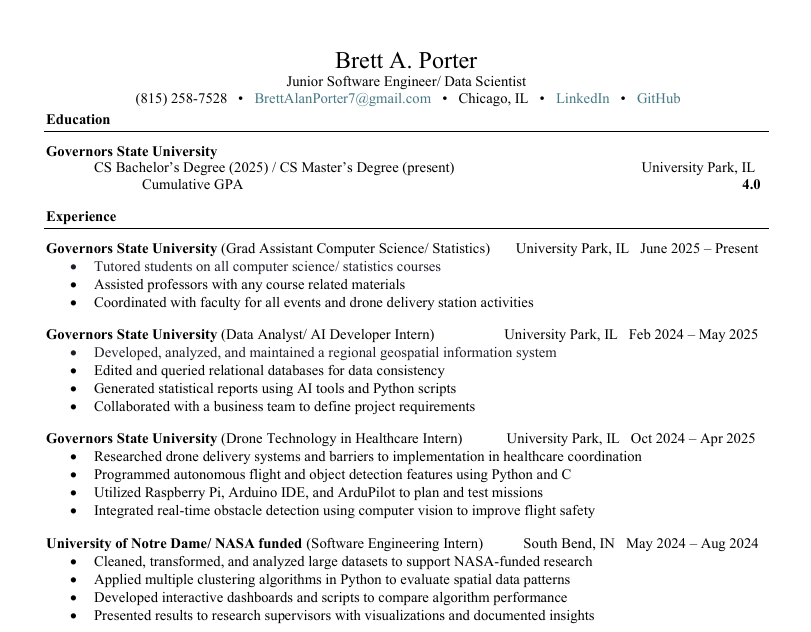 Brett A. Porter
Junior Software Engineer/ Data Scientist
(815) 258-7528 • BrettAlanPorter7@gmail.com • Chicago, IL • LinkedIn • GitHub
Education
Governors State University
CS Bachelor’s Degree (2025) / CS Master’s Degree (present) University Park, IL
Cumulative GPA 4.0
Experience
Governors State University (Grad Assistant Computer Science/ Statistics) University Park, IL June 2025 – Present
• Tutored students on all computer science/ statistics courses
• Assisted professors with any course related materials
• Coordinated with faculty for all events and drone delivery station activities
Governors State University (Data Analyst/ AI Developer Intern) University Park, IL Feb 2024 – May 2025
• Developed, analyzed, and maintained a regional geospatial information system
• Edited and queried relational databases for data consistency
• Generated statistical reports using AI tools and Python scripts
• Collaborated with a business team to define project requirements
Governors State University (Drone Technology in Healthcare Intern) University Park, IL Oct 2024 – Apr 2025
• Researched drone delivery systems and barriers to implementation in healthcare coordination
• Programmed autonomous flight and object detection features using Python and C
• Utilized Raspberry Pi, Arduino IDE, and ArduPilot to plan and test missions
• Integrated real-time obstacle detection using computer vision to improve flight safety
University of Notre Dame/ NASA funded (Software Engineering Intern) South Bend, IN May 2024 – Aug 2024
• Cleaned, transformed, and analyzed large datasets to support NASA-funded research
• Applied multiple clustering algorithms in Python to evaluate spatial data patterns
• Developed interactive dashboards and scripts to compare algorithm performance
• Presented results to research supervisors with visualizations and documented insights